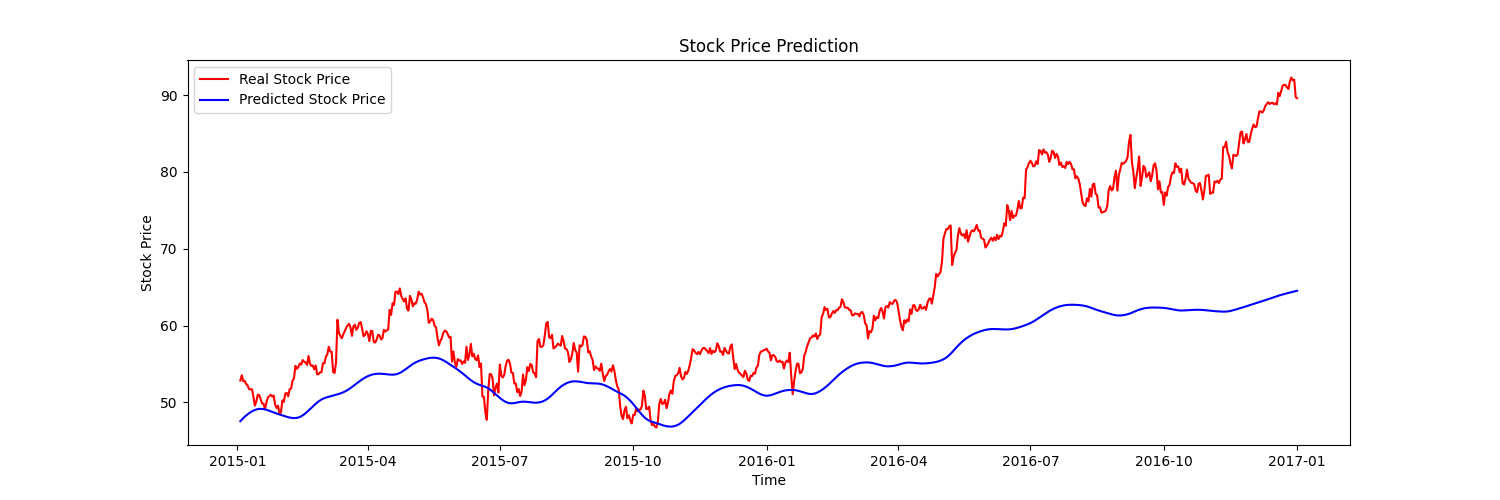 Stock Price Prediction
Real Stock Price
Predicted Stock Price
90
80
70
60
50
Stock Price
2015-01 2015-04 2015-07 2015-10 2016-01 2016-04 2016-07 2016-10 2017-01
Time